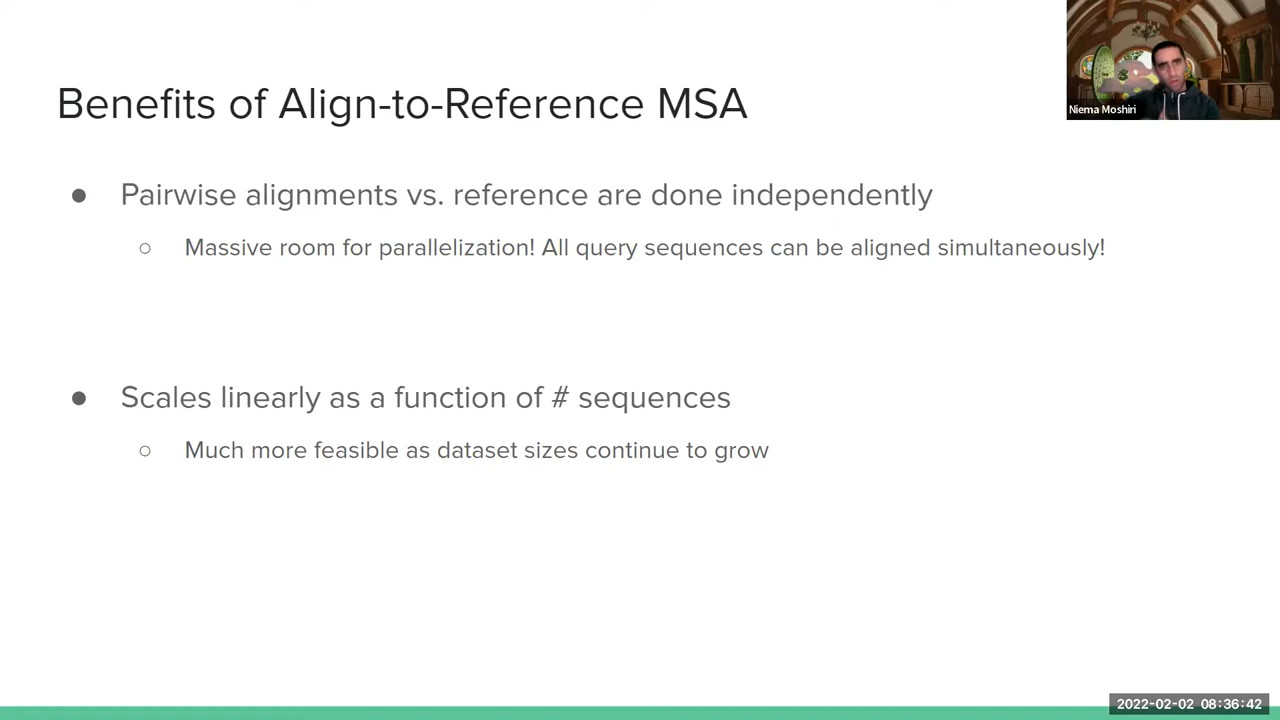 Benefits of Align-to-Reference MSA
Niema Moshiri
● Pairwise alignments vs. reference are done independently
○ Massive room for parallelization! All query sequences can be aligned simultaneously!
● Scales linearly as a function of # sequences
○ Much more feasible as dataset sizes continue to grow
2022-02-02 08:36:42